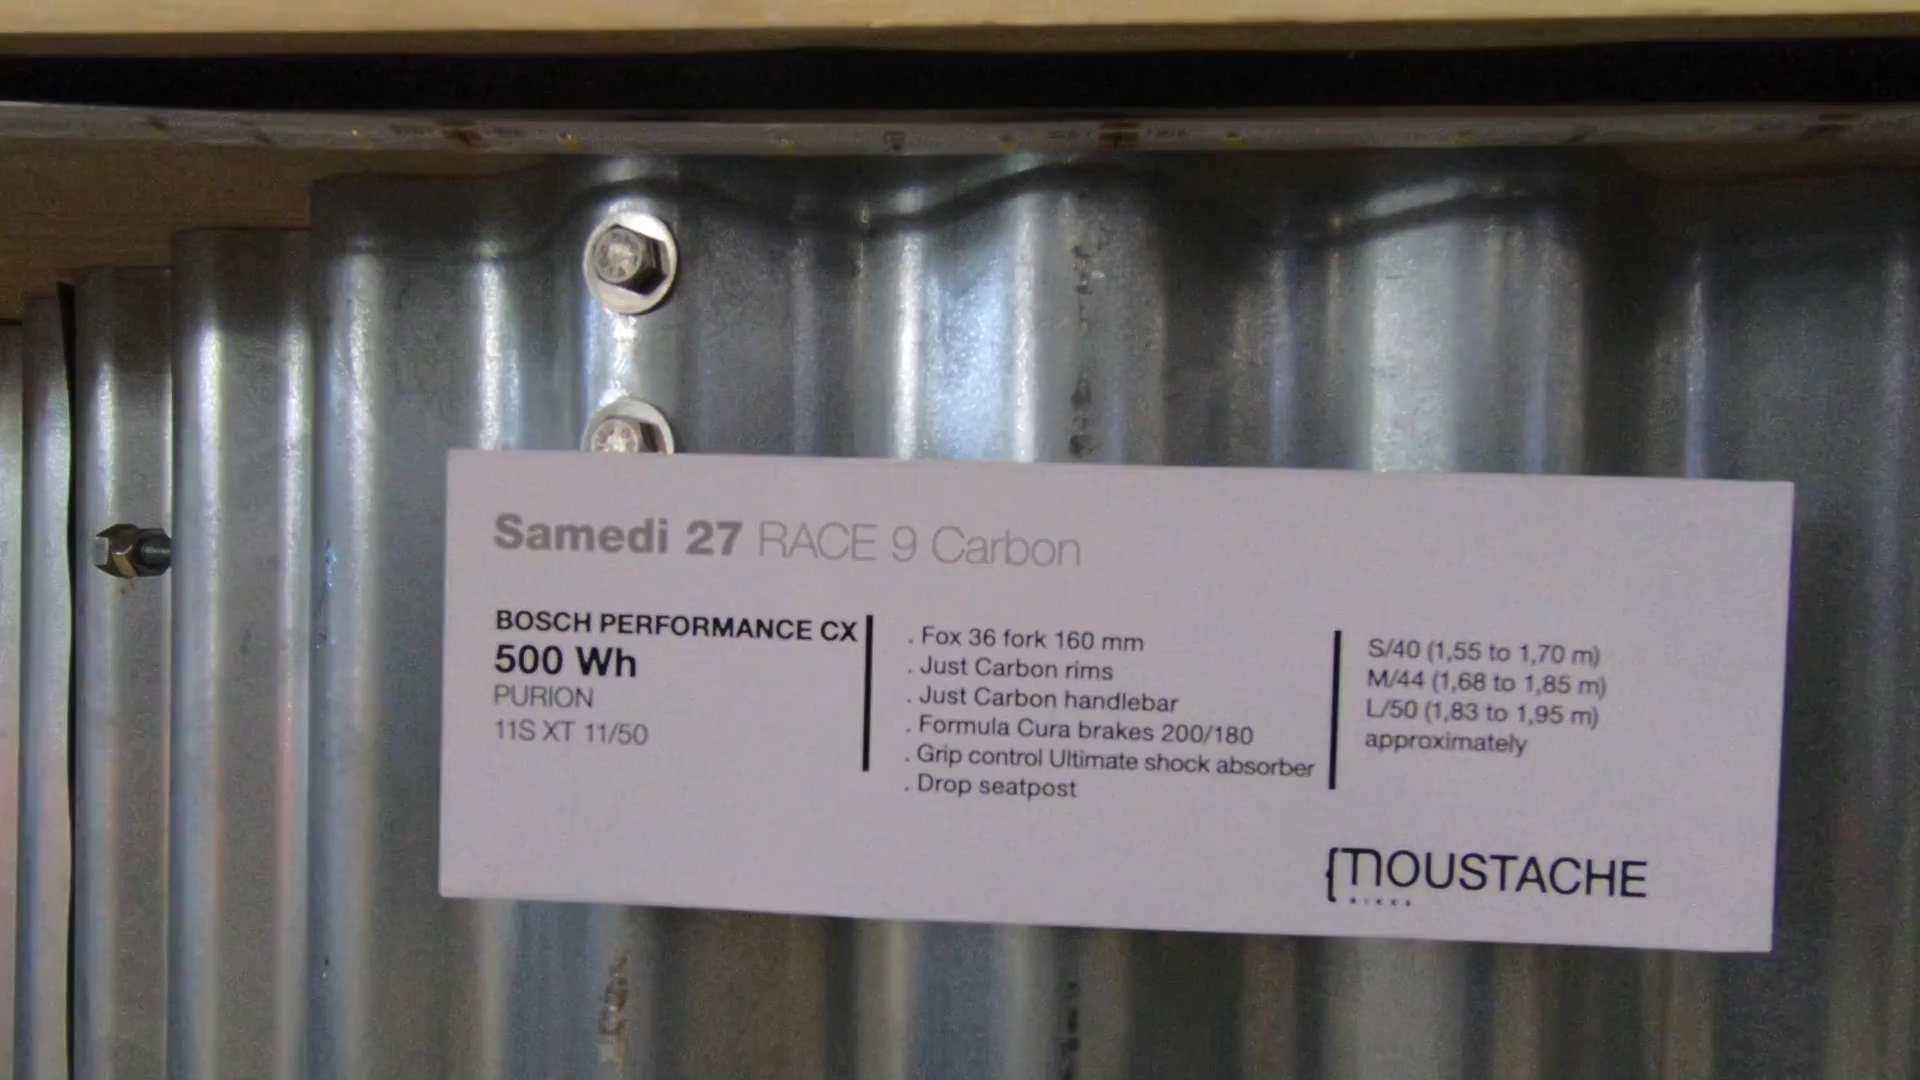 Samedi 27 RACE 9 Carbon
BOSCH PERFORMANCE CX
500 Wh
PURION
11S XT 11/50
. Fox 36 fork 160 mm
. Just Carbon rims
. Just Carbon handlebar
. Formula Cura brakes 200/180
. Grip control Ultimate shock absorber
. Drop seatpost
S/40 (1,55 to 1,70 m)
M/44 (1,68 to 1,85 m)
L/50 (1,83 to 1,95 m)
approximately
MOUSTACHE
BIKES